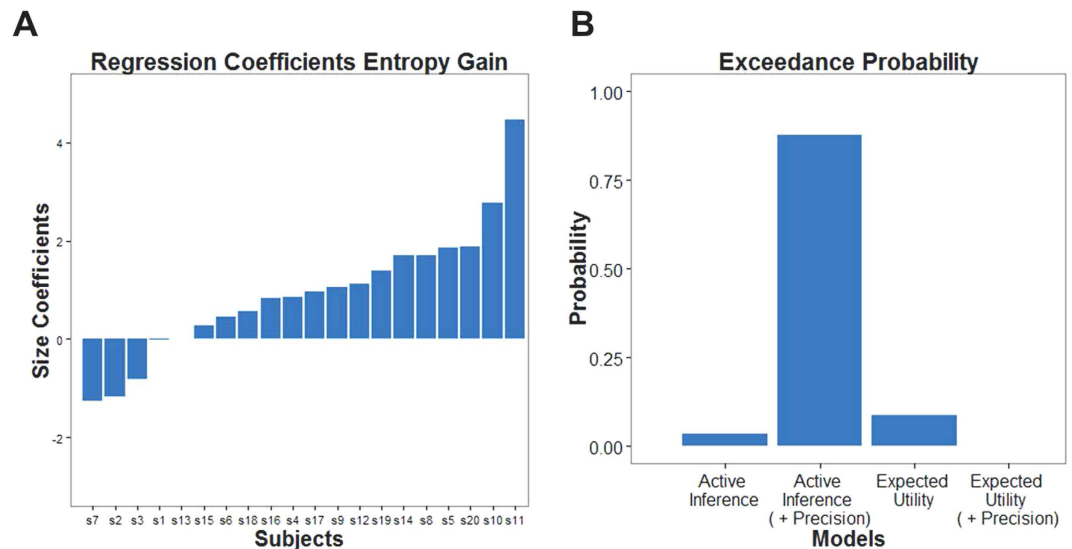 A
B
Regression Coefficients Entropy Gain
Size Coefficients
4
2
0
-2
s7 s2 s3 s1 s13 s15 s6 s18 s16 s4 s17 s9 s12 s19 s14 s8 s5 s20 s10 s11
Subjects
Exceedance Probability
Probability
1.00
0.75
0.50
0.25
0.00
Active
Inference
Active
Inference
( + Precision)
Expected
Utility
Expected
Utility
( + Precision)
Models